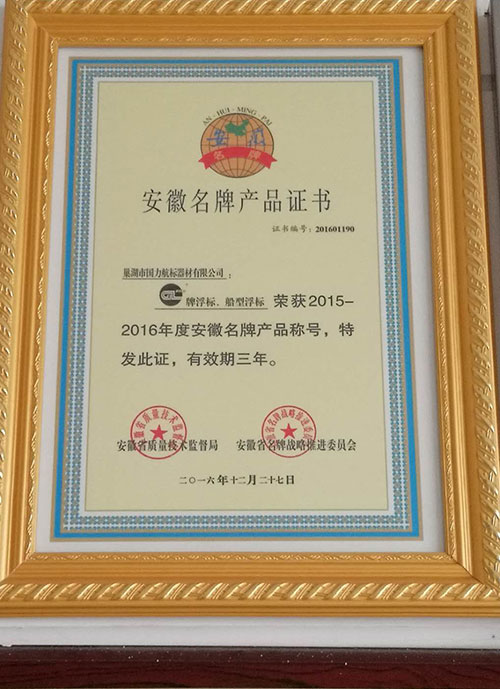 AN·HUI·MING·PAI
安徽
名牌
安徽名牌产品证书
证书编号：201601190
巢湖市国力航标器材有限公司：
牌浮标、船型浮标 荣获2015-
2016年度安徽名牌产品称号，特
发此证，有效期三年。
安徽省质量技术监督局 安徽省名牌战略推进委员会
二〇一六年十二月二十七日